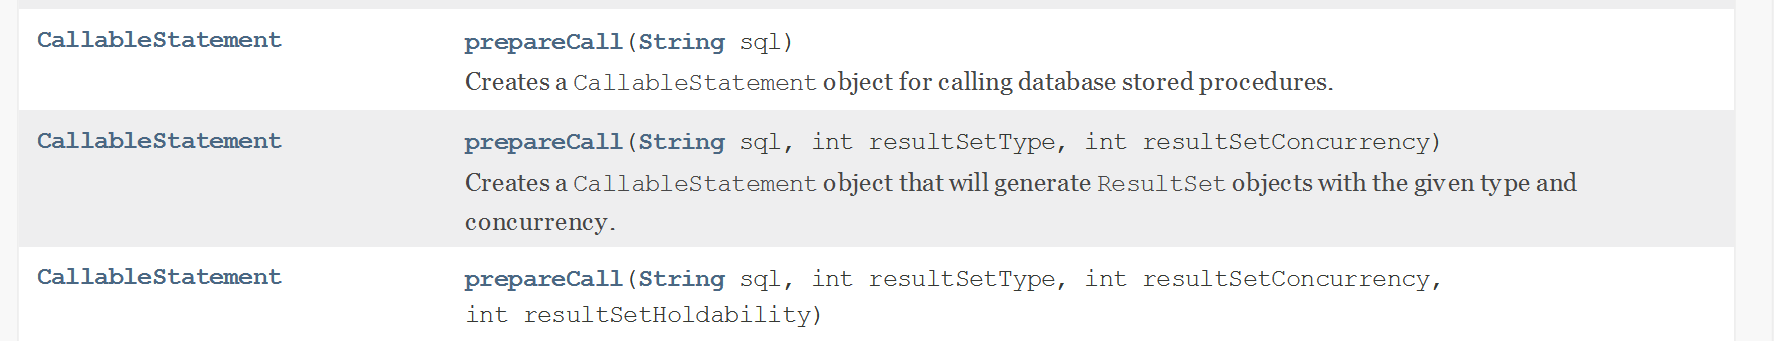 CallableStatement prepareCall(String sql)
Creates a CallableStatement object for calling database stored procedures.
CallableStatement prepareCall(String sql, int resultSetType, int resultSetConcurrency)
Creates a CallableStatement object that will generate ResultSet objects with the given type and
concurrency.
CallableStatement prepareCall(String sql, int resultSetType, int resultSetConcurrency,
int resultSetHoldability)